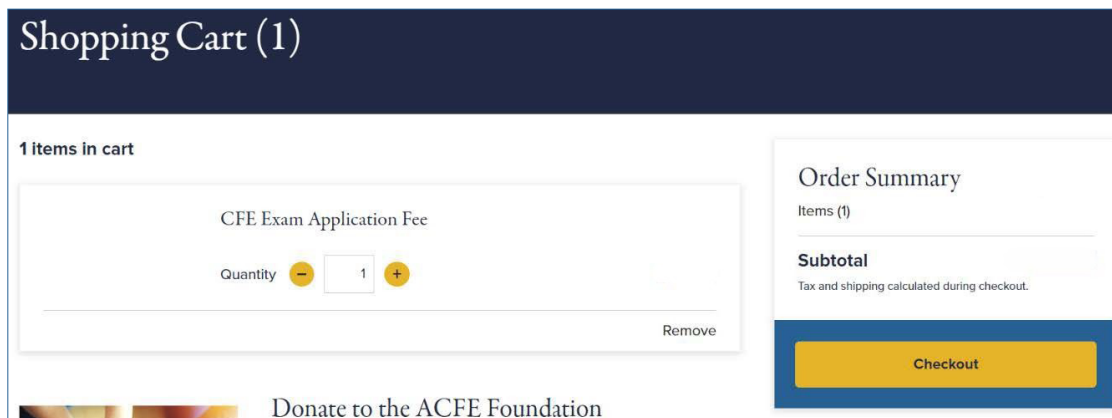 Shopping Cart (1)
1 items in cart
CFE Exam Application Fee
Quantity − 1 +
Remove
Donate to the ACFE Foundation
Order Summary
Items (1)
Subtotal
Tax and shipping calculated during checkout.
Checkout